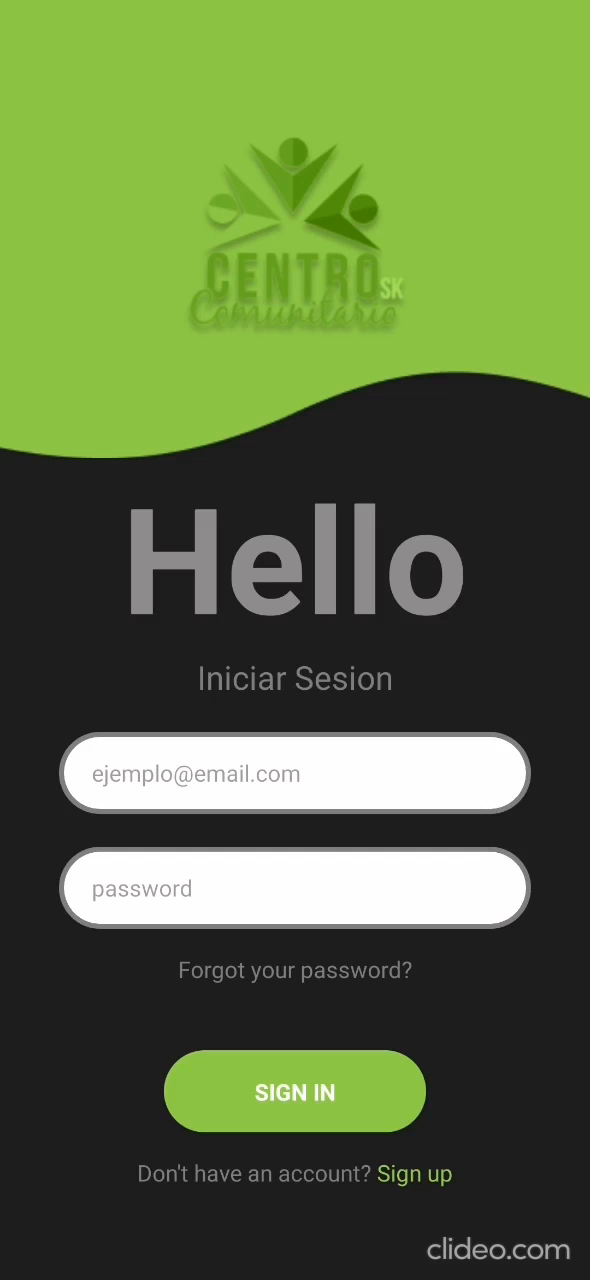 CENTRO SK
Comunitario
Hello
Iniciar Sesion
ejemplo@email.com
password
Forgot your password?
SIGN IN
Don't have an account? Sign up
clideo.com